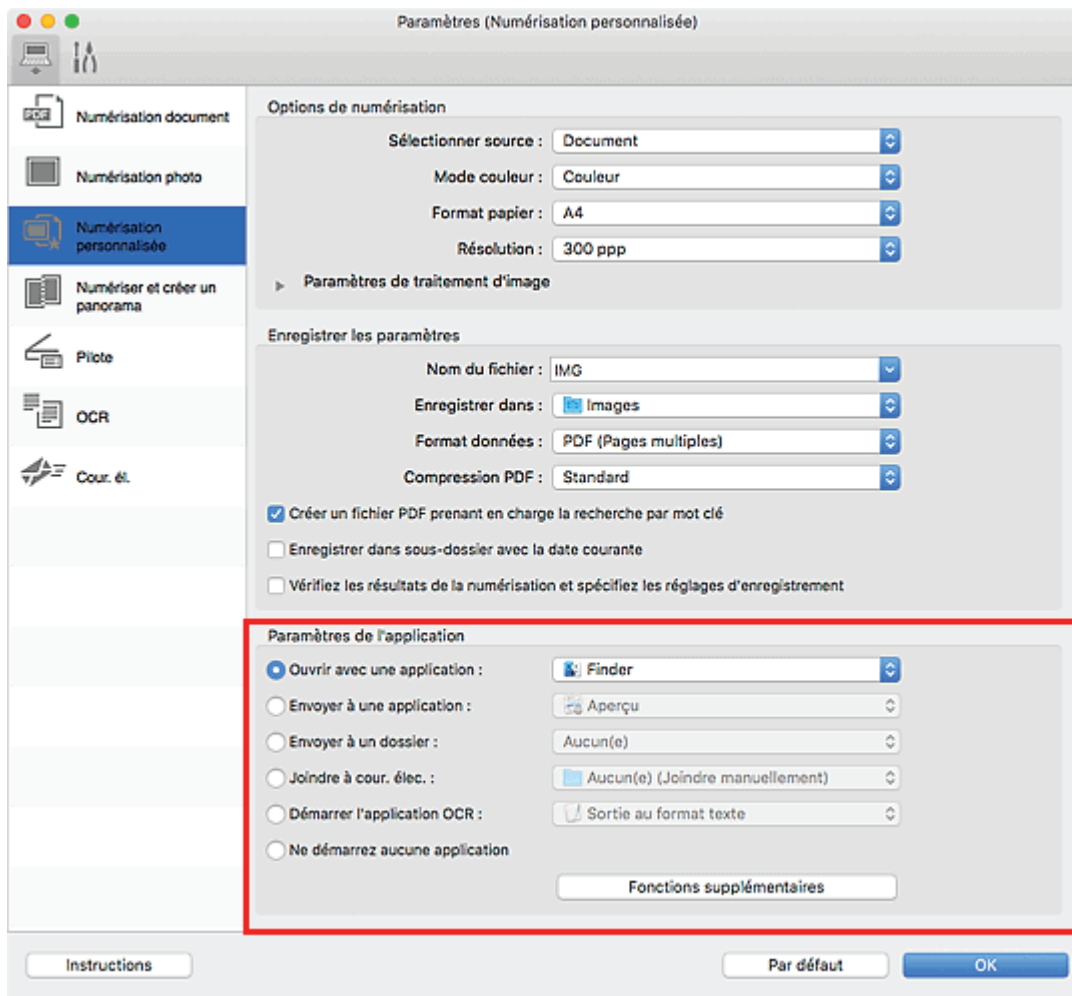 Paramètres (Numérisation personnalisée)
PDF
Numérisation document
Numérisation photo
Numérisation
personnalisée
Numériser et créer un
panorama
Pilote
OCR
Cour. él.
Options de numérisation
Sélectionner source : Document
Mode couleur : Couleur
Format papier : A4
Résolution : 300 ppp
Paramètres de traitement d'image
Enregistrer les paramètres
Nom du fichier : IMG
Enregistrer dans : Images
Format données : PDF (Pages multiples)
Compression PDF : Standard
Créer un fichier PDF prenant en charge la recherche par mot clé
Enregistrer dans sous-dossier avec la date courante
Vérifiez les résultats de la numérisation et spécifiez les réglages d'enregistrement
Paramètres de l'application
Ouvrir avec une application : Finder
Envoyer à une application : Aperçu
Envoyer à un dossier : Aucun(e)
Joindre à cour. élec. : Aucun(e) (Joindre manuellement)
Démarrer l'application OCR : Sortie au format texte
Ne démarrez aucune application
Fonctions supplémentaires
Instructions
Par défaut
OK